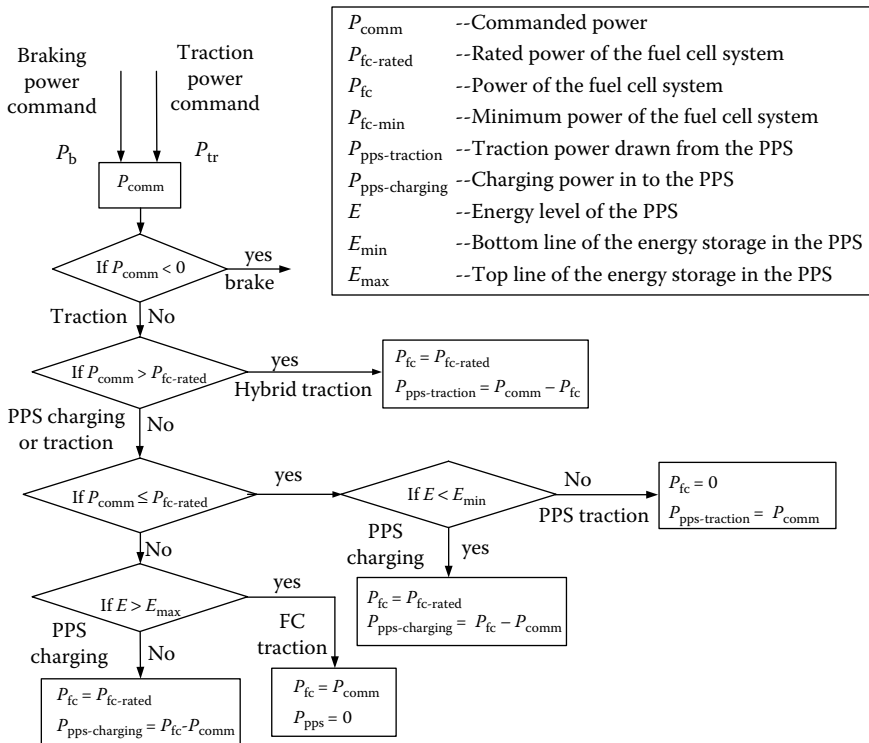 Braking
power
command
Traction
power
command
P_b
P_tr
P_comm
If P_comm < 0
yes
brake
Traction
No
If P_comm > P_fc-rated
yes
Hybrid traction
P_fc = P_fc-rated
P_pps-traction = P_comm – P_fc
PPS charging
or traction
No
If P_comm ≤ P_fc-rated
yes
If E < E_min
No
PPS traction
P_fc = 0
P_pps-traction = P_comm
PPS
charging
yes
P_fc = P_fc-rated
P_pps-charging = P_fc – P_comm
No
If E > E_max
yes
FC
traction
P_fc = P_comm
P_pps = 0
PPS
charging
No
P_fc = P_fc-rated
P_pps-charging = P_fc-P_comm
P_comm --Commanded power
P_fc-rated --Rated power of the fuel cell system
P_fc --Power of the fuel cell system
P_fc-min --Minimum power of the fuel cell system
P_pps-traction --Traction power drawn from the PPS
P_pps-charging --Charging power in to the PPS
E --Energy level of the PPS
E_min --Bottom line of the energy storage in the PPS
E_max --Top line of the energy storage in the PPS